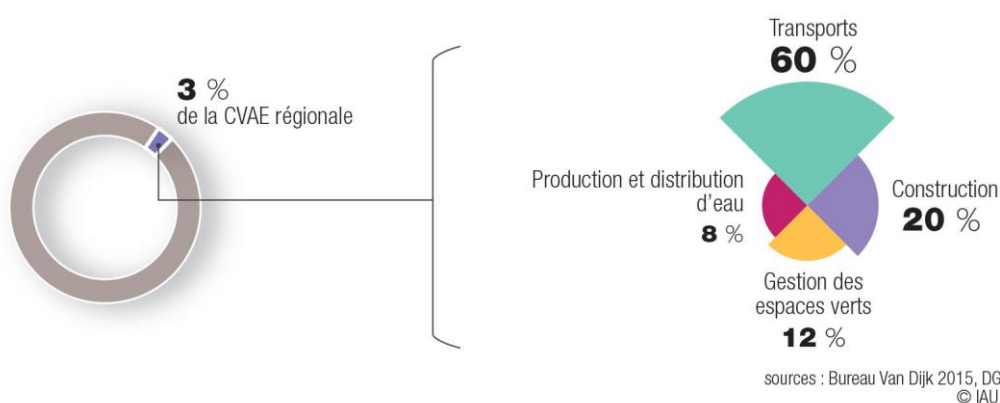 3 %
de la CVAE régionale
Transports
60 %
Production et distribution
d'eau
8 %
Construction
20 %
Gestion des
espaces verts
12 %
sources : Bureau Van Dijk 2015, DG
© IAU